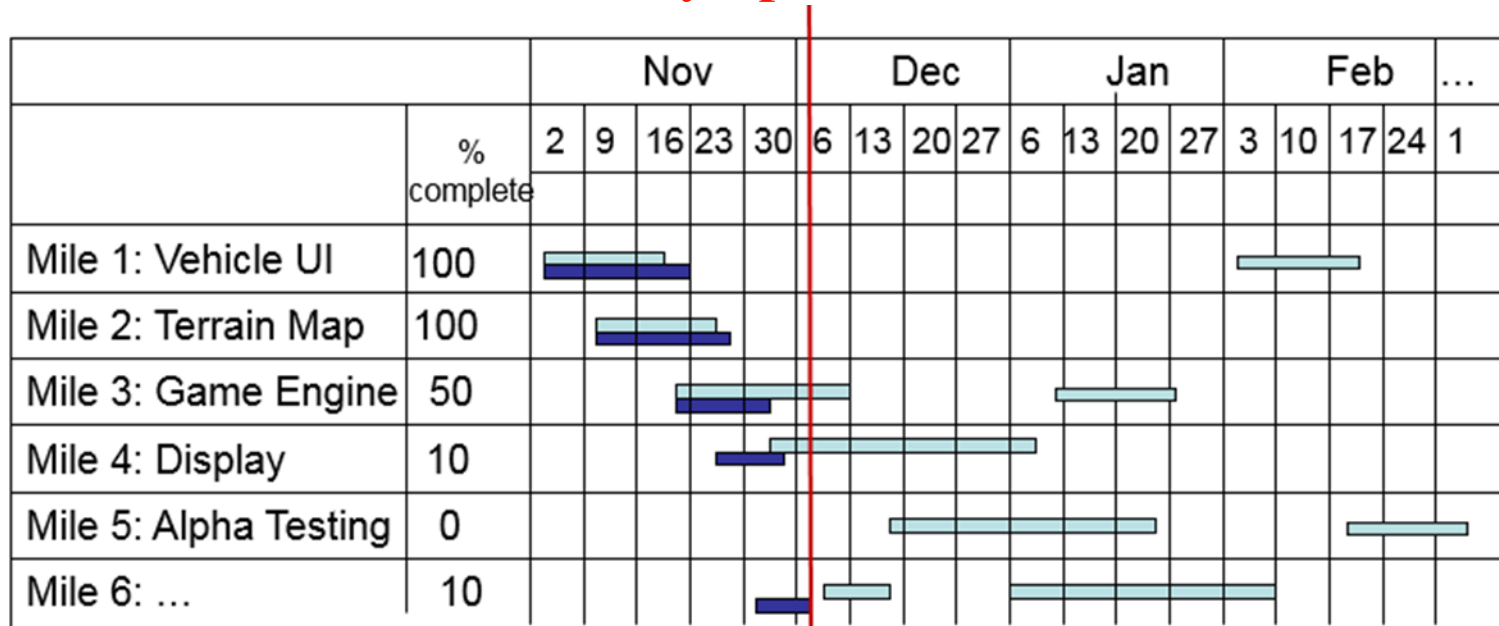 Nov Dec Jan Feb ...
% complete 2 9 16 23 30 6 13 20 27 6 13 20 27 3 10 17 24 1
Mile 1: Vehicle UI 100
Mile 2: Terrain Map 100
Mile 3: Game Engine 50
Mile 4: Display 10
Mile 5: Alpha Testing 0
Mile 6: ... 10